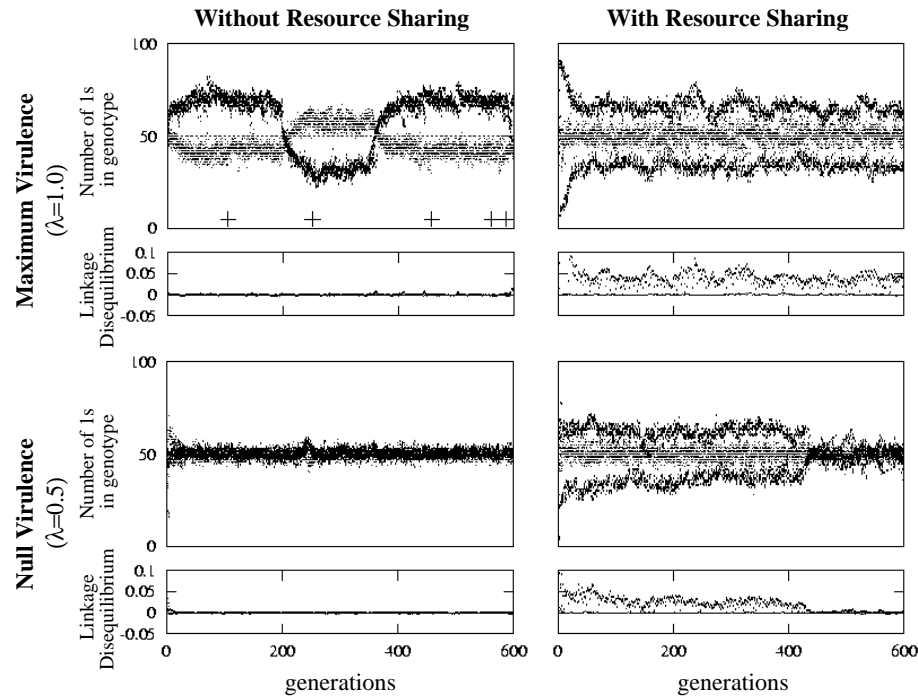 Without Resource Sharing
With Resource Sharing
Maximum Virulence
(λ=1.0)
Number of 1s
in genotype
100
50
0
Linkage
Disequilibrium
0.1
0.05
0
-0.05
Null Virulence
(λ=0.5)
Number of 1s
in genotype
100
50
0
Linkage
Disequilibrium
0.1
0.05
0
-0.05
0 200 400 600
0 200 400 600
generations
generations